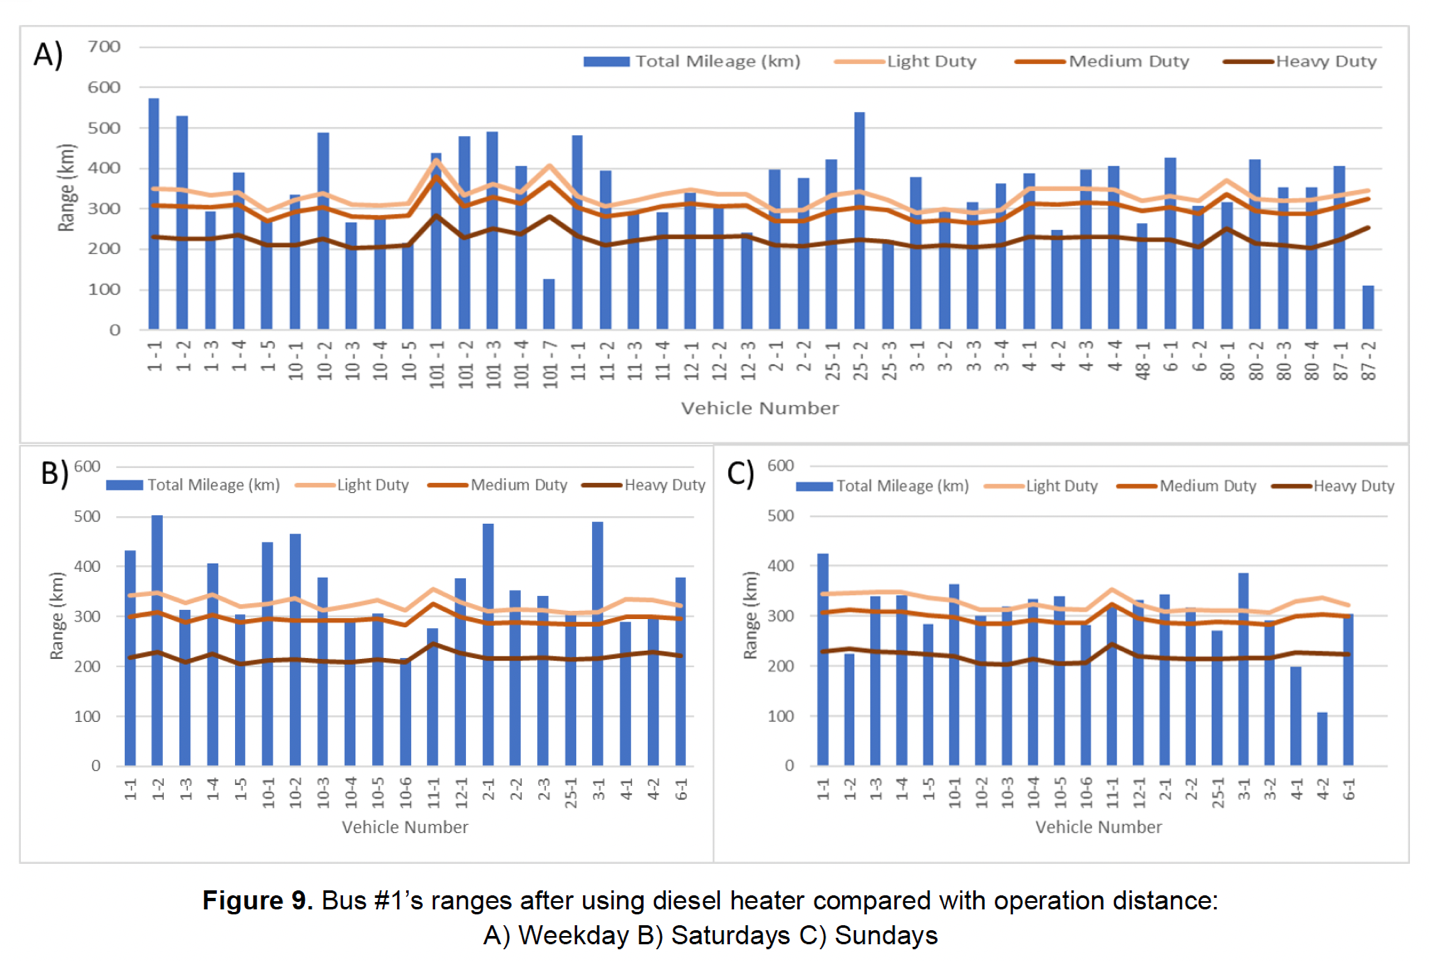 A)
700
600
500
400
300
200
100
0
Range (km)
Total Mileage (km) Light Duty Medium Duty Heavy Duty
1 - 1 1 - 2 1 - 3 1 - 4 1 - 5 10 - 1 10 - 2 10 - 3 10 - 4 10 - 5 101 - 1 101 - 2 101 - 3 101 - 4 101 - 7 11 - 1 11 - 2 11 - 3 11 - 4 12 - 1 12 - 2 12 - 3 2 - 1 2 - 2 25 - 1 25 - 2 25 - 3 3 - 1 3 - 2 3 - 3 3 - 4 4 - 1 4 - 2 4 - 3 4 - 4 48 - 1 6 - 1 6 - 2 80 - 1 80 - 2 80 - 3 80 - 4 87 - 1 87 - 2
Vehicle Number
B)
600
500
400
300
200
100
0
Range (km)
Total Mileage (km) Light Duty Medium Duty Heavy Duty
1-1 1-2 1-3 1-4 1-5 10-1 10-2 10-3 10-4 10-5 10-6 11-1 12-1 2-1 2-2 2-3 25-1 3-1 4-1 4-2 6-1
Vehicle Number
C)
600
500
400
300
200
100
0
Range (km)
Total Mileage (km) Light Duty Medium Duty Heavy Duty
1-1 1-2 1-3 1-4 1-5 10-1 10-2 10-3 10-4 10-5 10-6 11-1 12-1 2-1 2-2 25-1 3-1 3-2 4-1 4-2 6-1
Vehicle Number
Figure 9. Bus #1’s ranges after using diesel heater compared with operation distance:
A) Weekday B) Saturdays C) Sundays